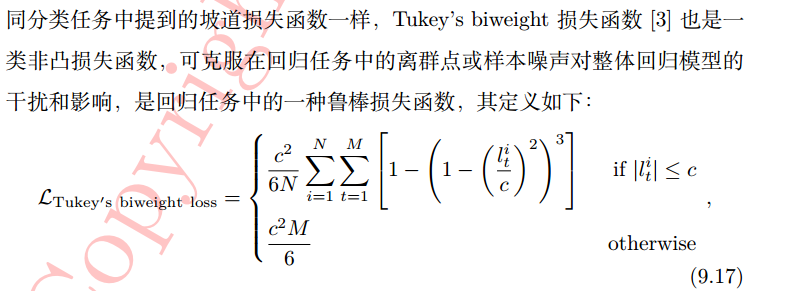 同分类任务中提到的坡道损失函数一样，Tukey's biweight 损失函数 [3] 也是一
类非凸损失函数，可克服在回归任务中的离群点或样本噪声对整体回归模型的
干扰和影响，是回归任务中的一种鲁棒损失函数，其定义如下：
$$\mathcal{L}_{\text{Tukey's biweight loss}} = \begin{cases} \dfrac{c^2}{6N} \sum_{i=1}^{N} \sum_{t=1}^{M} \left[ 1 - \left( 1 - \left( \dfrac{l_t^i}{c} \right)^2 \right)^3 \right] & \text{if } |l_t^i| \leq c \\ \dfrac{c^2 M}{6} & \text{otherwise} \end{cases},$$
(9.17)
Copyrigh